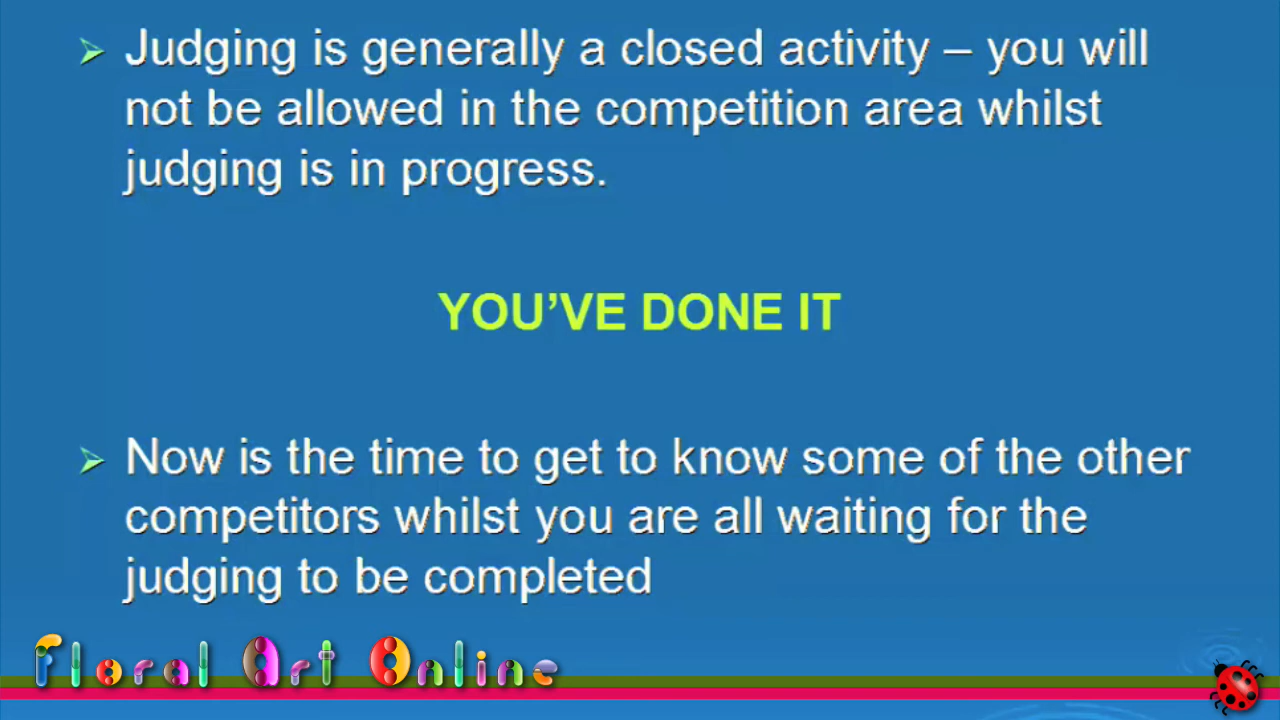 Judging is generally a closed activity – you will
not be allowed in the competition area whilst
judging is in progress.
YOU’VE DONE IT
Now is the time to get to know some of the other
competitors whilst you are all waiting for the
judging to be completed
Floral Art Online